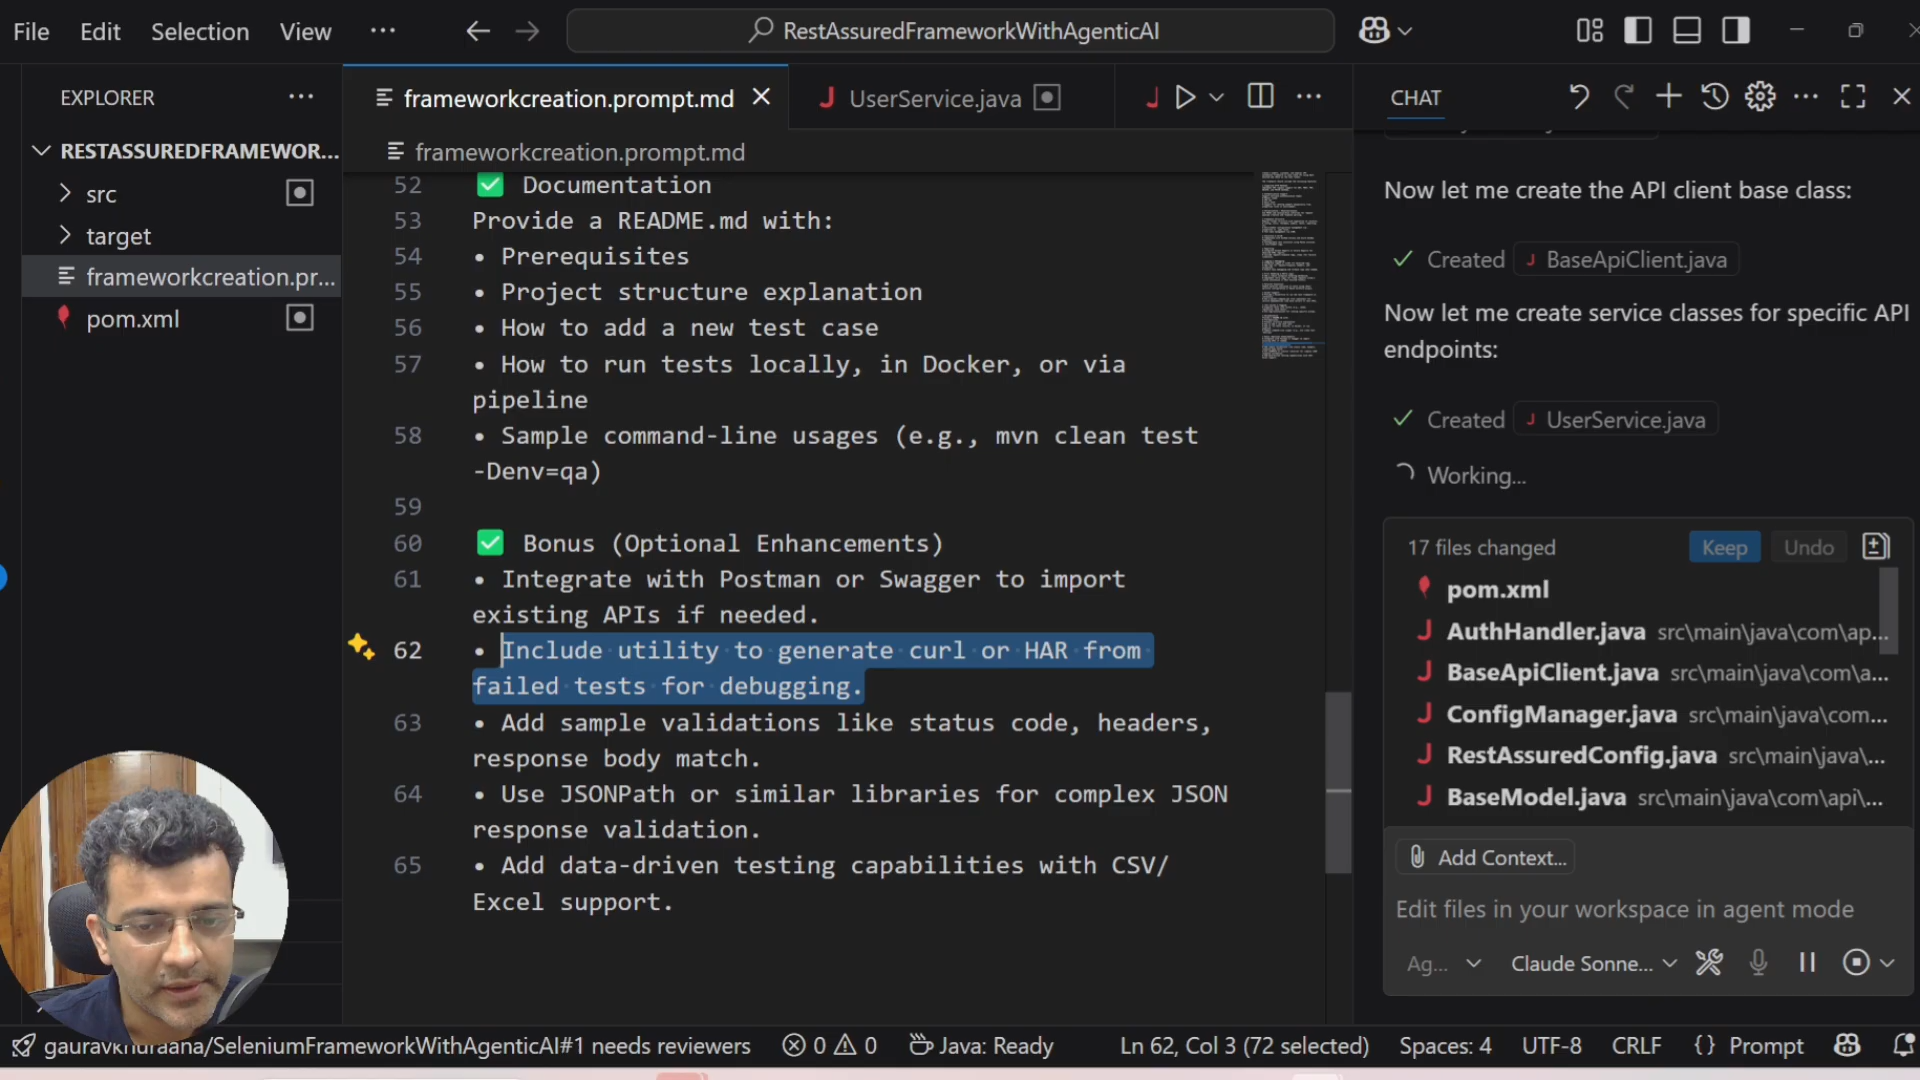 File Edit Selection View ··· RestAssuredFrameworkWithAgenticAI
EXPLORER ···
RESTASSUREDFRAMEWOR...
src
target
frameworkcreation.pr...
pom.xml
frameworkcreation.prompt.md UserService.java
frameworkcreation.prompt.md
52 ✅ Documentation
53 Provide a README.md with:
54 • Prerequisites
55 • Project structure explanation
56 • How to add a new test case
57 • How to run tests locally, in Docker, or via
pipeline
58 • Sample command-line usages (e.g., mvn clean test
-Denv=qa)
59
60 ✅ Bonus (Optional Enhancements)
61 • Integrate with Postman or Swagger to import
existing APIs if needed.
62 • Include utility to generate curl or HAR from
failed tests for debugging.
63 • Add sample validations like status code, headers,
response body match.
64 • Use JSONPath or similar libraries for complex JSON
response validation.
65 • Add data-driven testing capabilities with CSV/
Excel support.
CHAT
Now let me create the API client base class:
Created BaseApiClient.java
Now let me create service classes for specific API
endpoints:
Created UserService.java
Working...
17 files changed Keep Undo
pom.xml
AuthHandler.java src\main\java\com\ap...
BaseApiClient.java src\main\java\com\a...
ConfigManager.java src\main\java\com...
RestAssuredConfig.java src\main\java\...
BaseModel.java src\main\java\com\api\...
Add Context...
Edit files in your workspace in agent mode
Ag... Claude Sonne...
gauravkhuraana/SeleniumFrameworkWithAgenticAI#1 needs reviewers 0 0 Java: Ready Ln 62, Col 3 (72 selected) Spaces: 4 UTF-8 CRLF {} Prompt